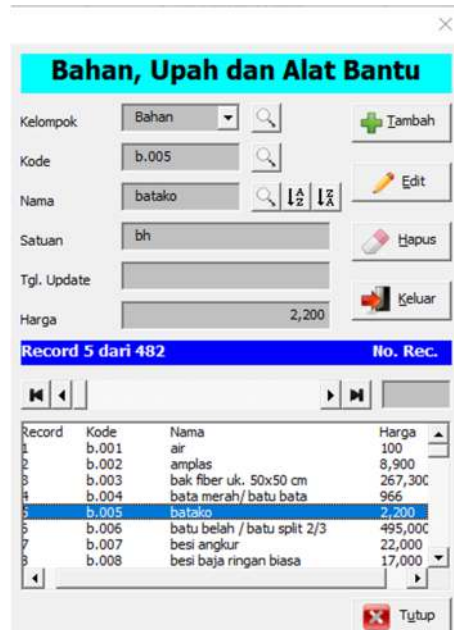 Bahan, Upah dan Alat Bantu
Kelompok Bahan Tambah
Kode b.005
Nama batako Edit
Satuan bh Hapus
Tgl. Update
Harga 2,200 Keluar
Record 5 dari 482 No. Rec.
Record Kode Nama Harga
1 b.001 air 100
2 b.002 amplas 8,900
3 b.003 bak fiber uk. 50x50 cm 267,300
4 b.004 bata merah/ batu bata 966
5 b.005 batako 2,200
6 b.006 batu belah / batu split 2/3 495,000
7 b.007 besi angkur 22,000
8 b.008 besi baja ringan biasa 17,000
Tutup